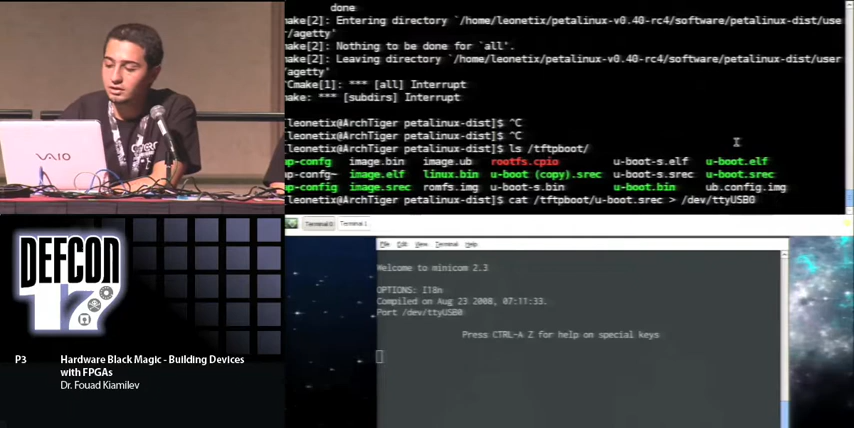 done
make[2]: Entering directory `/home/leonetix/petalinux-v0.40-rc4/software/petalinux-dist/use
r/agetty'
make[2]: Nothing to be done for `all'.
make[2]: Leaving directory `/home/leonetix/petalinux-v0.40-rc4/software/petalinux-dist/user
/agetty'
^Cmake[1]: *** [all] Interrupt
make: *** [subdirs] Interrupt
[leonetix@ArchTiger petalinux-dist]$ ^C
[leonetix@ArchTiger petalinux-dist]$ ^C
[leonetix@ArchTiger petalinux-dist]$ ls /tftpboot/
ap-confg image.bin image.ub rootfs.cpio u-boot-s.elf u-boot.elf
ap-confg~ image.elf linux.bin u-boot (copy).srec u-boot-s.srec u-boot.srec
ap-config image.srec romfs.img u-boot-s.bin u-boot.bin ub.config.img
[leonetix@ArchTiger petalinux-dist]$ cat /tftpboot/u-boot.srec > /dev/ttyUSB0
Terminal 0 Terminal 1
File Edit View Terminal Help
Welcome to minicom 2.3
OPTIONS: I18n
Compiled on Aug 23 2008, 07:11:33.
Port /dev/ttyUSB0
Press CTRL-A Z for help on special keys
VAIO
DEFCON
17
P3 Hardware Black Magic - Building Devices
with FPGAs
Dr. Fouad Kiamilev